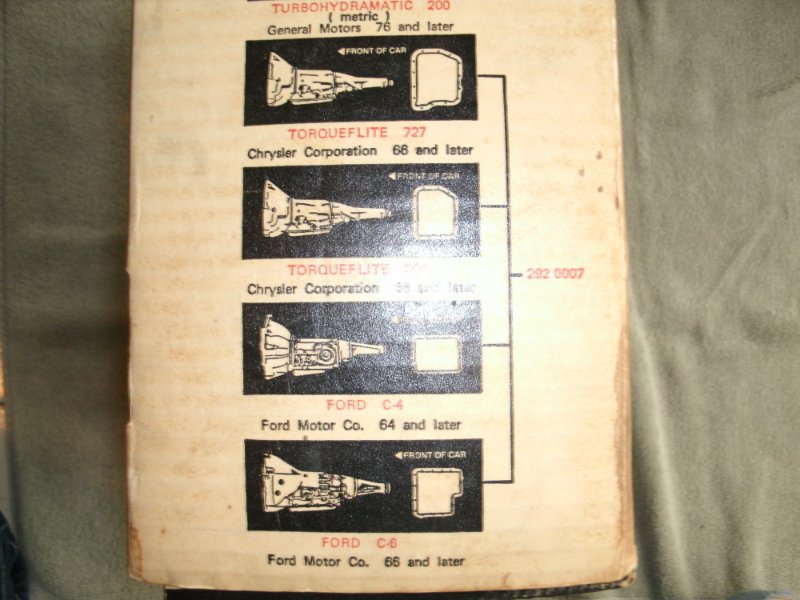 TURBOHYDRAMATIC 200
( metric )
General Motors 76 and later
FRONT OF CAR
TORQUEFLITE 727
Chrysler Corporation 66 and later
FRONT OF CAR
TORQUEFLITE
Chrysler Corporation and later
292 0007
FORD C-4
Ford Motor Co. 64 and later
FRONT OF CAR
FORD C-6
Ford Motor Co. 66 and later